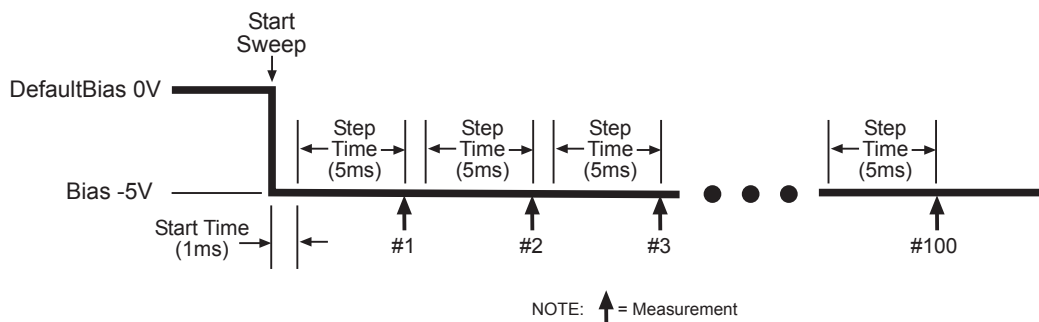 Start
Sweep
DefaultBias 0V
Step
Time
(5ms)
Step
Time
(5ms)
Step
Time
(5ms)
Step
Time
(5ms)
Bias -5V
Start Time
(1ms)
#1
#2
#3
#100
NOTE: = Measurement